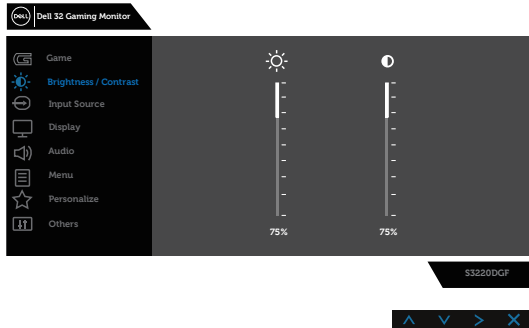 DELL
Dell 32 Gaming Monitor
Game
Brightness / Contrast
Input Source
Display
Audio
Menu
Personalize
Others
75%
75%
S3220DGF